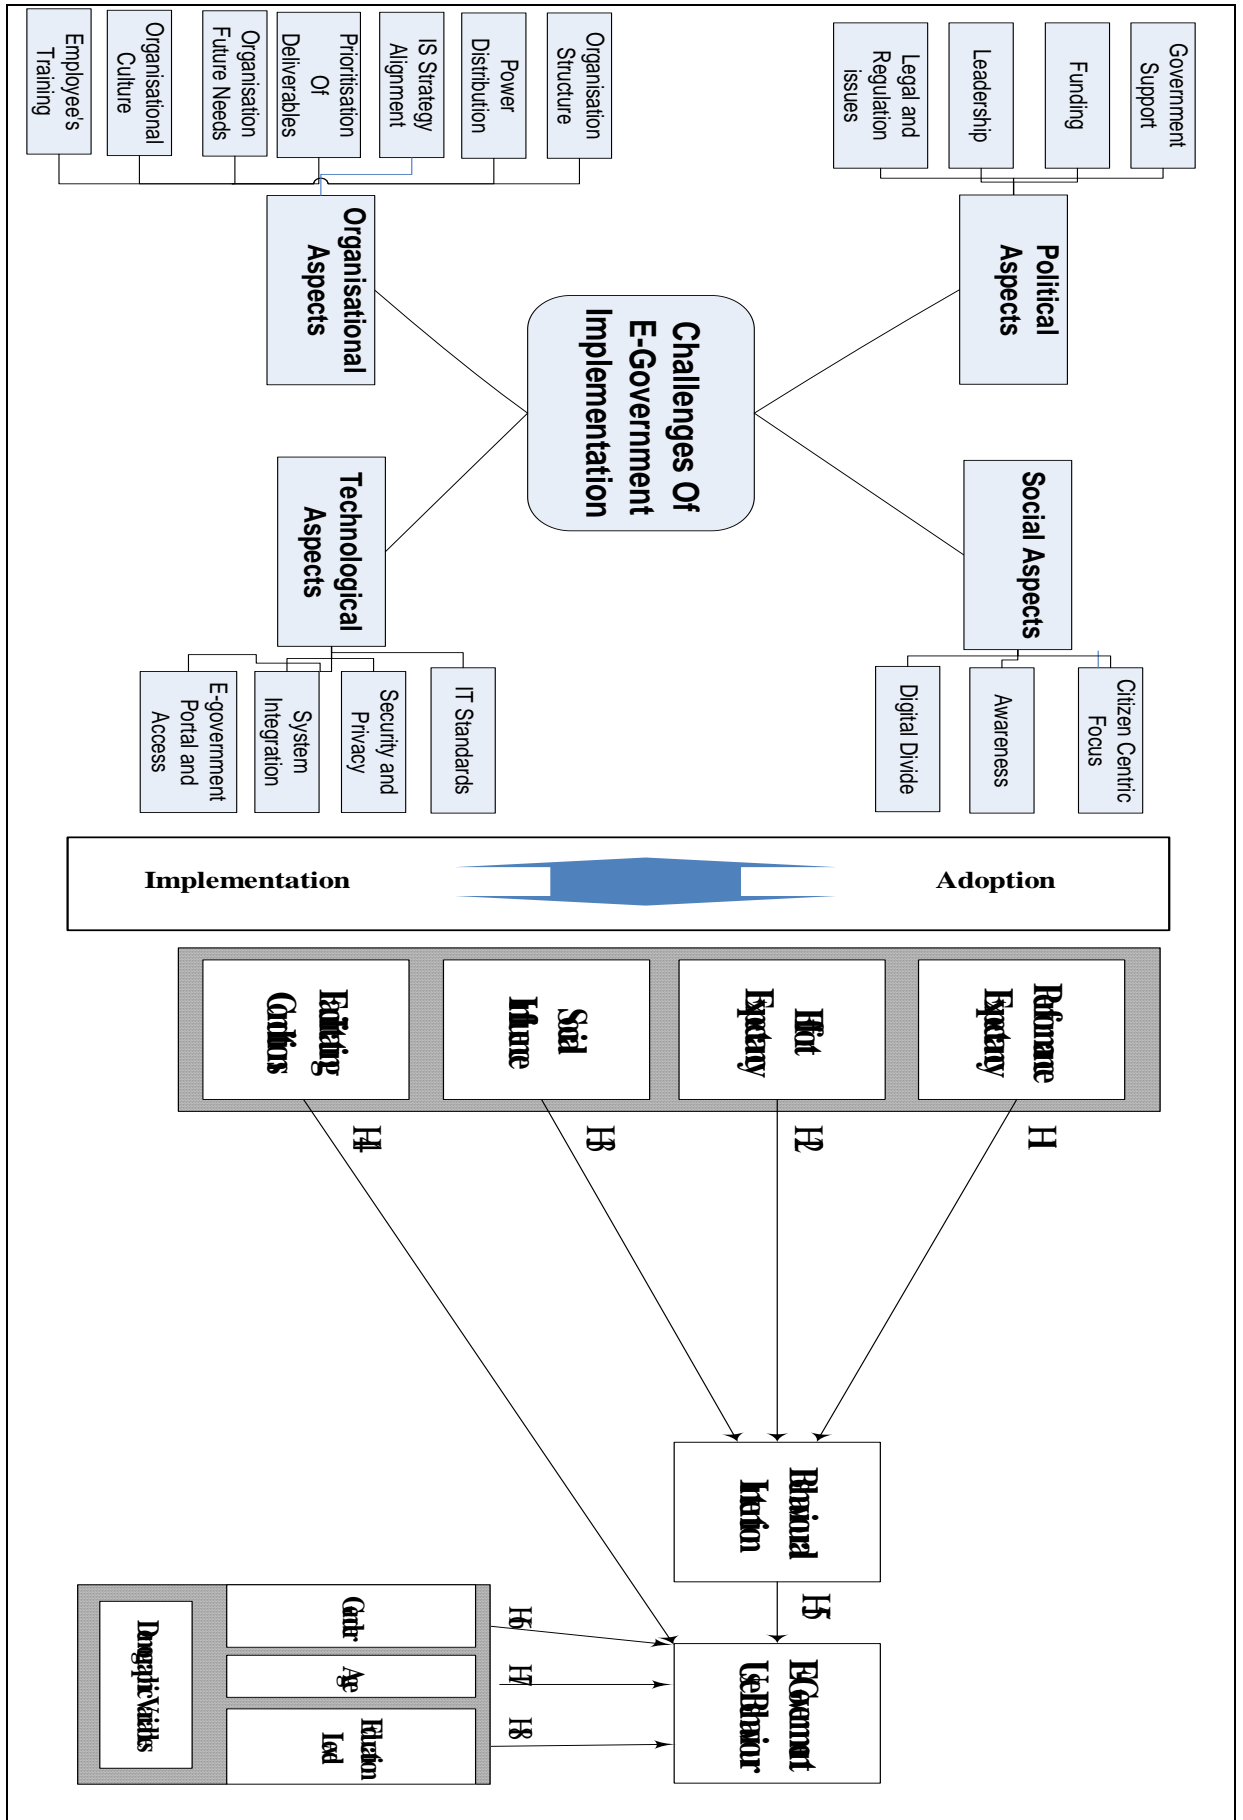 Government
Support
Funding
Leadership
Legal and
Regulation
issues
Political
Aspects
Organisation
Structure
Power
Distribution
IS Strategy
Alignment
Prioritisation
Of
Deliverables
Organisation
Future Needs
Organisational
Culture
Employee's
Training
Organisational
Aspects
Challenges Of
E-Government
Implementation
Social Aspects
Citizen Centric
Focus
Awareness
Digital Divide
Technological
Aspects
IT Standards
Security and
Privacy
System
Integration
E-government
Portal and
Access
Implementation
Adoption
Performance
Expectancy
Effort
Expectancy
Social
Influence
Facilitating
Conditions
H1
H2
H3
H4
Behavioural
Intention
H5
E-Government
Use Behaviour
H6
H7
H8
Gender
Age
Education
Level
Demographic Variables